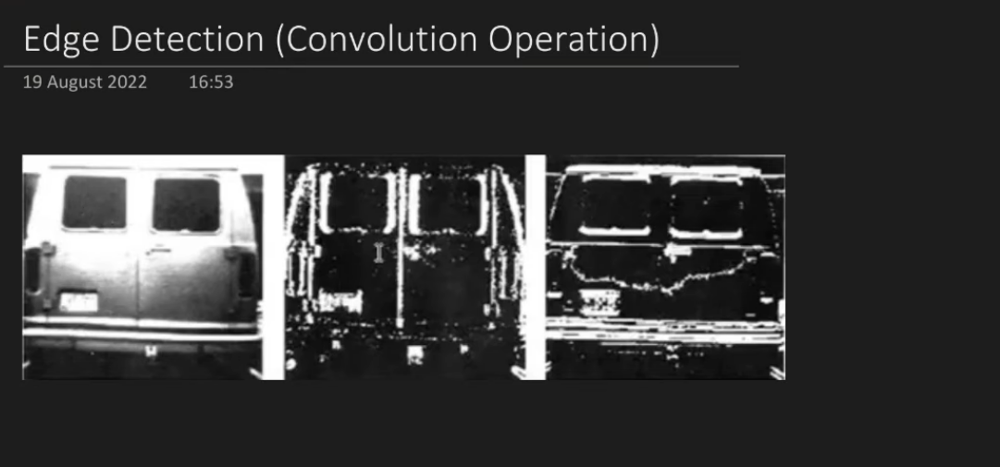 Edge Detection (Convolution Operation)
19 August 2022 16:53